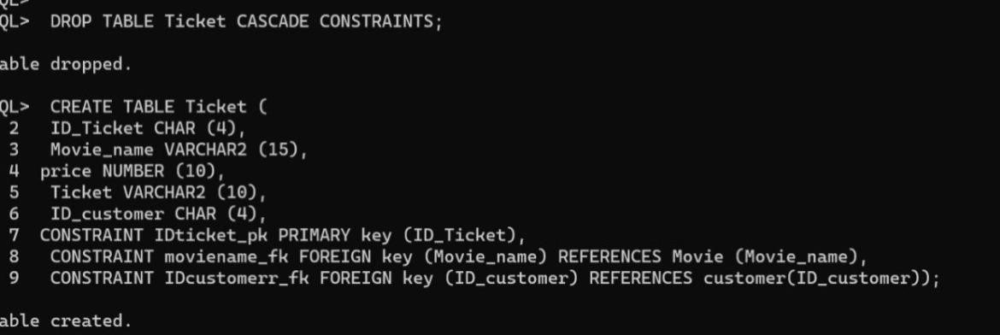 QL>
QL>  DROP TABLE Ticket CASCADE CONSTRAINTS;
able dropped.
QL>  CREATE TABLE Ticket (
2   ID_Ticket CHAR (4),
3   Movie_name VARCHAR2 (15),
4  price NUMBER (10),
5   Ticket VARCHAR2 (10),
6   ID_customer CHAR (4),
7  CONSTRAINT IDticket_pk PRIMARY key (ID_Ticket),
8   CONSTRAINT moviename_fk FOREIGN key (Movie_name) REFERENCES Movie (Movie_name),
9   CONSTRAINT IDcustomerr_fk FOREIGN key (ID_customer) REFERENCES customer(ID_customer));
able created.